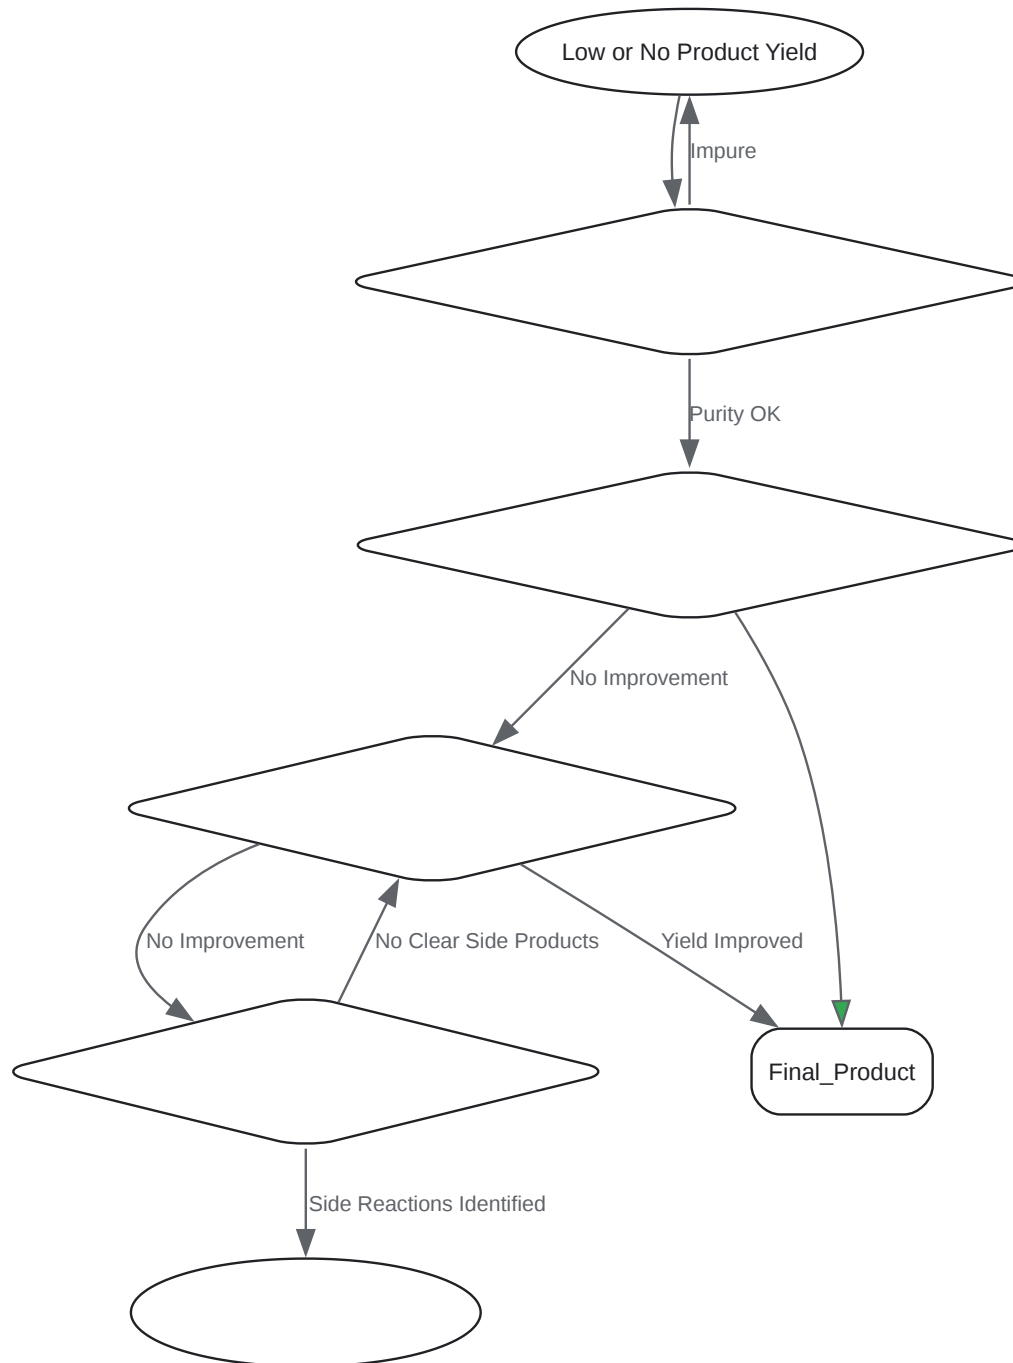 Low or No Product Yield
Impure
Purity OK
No Improvement
No Improvement
No Clear Side Products
Yield Improved
Final_Product
Side Reactions Identified